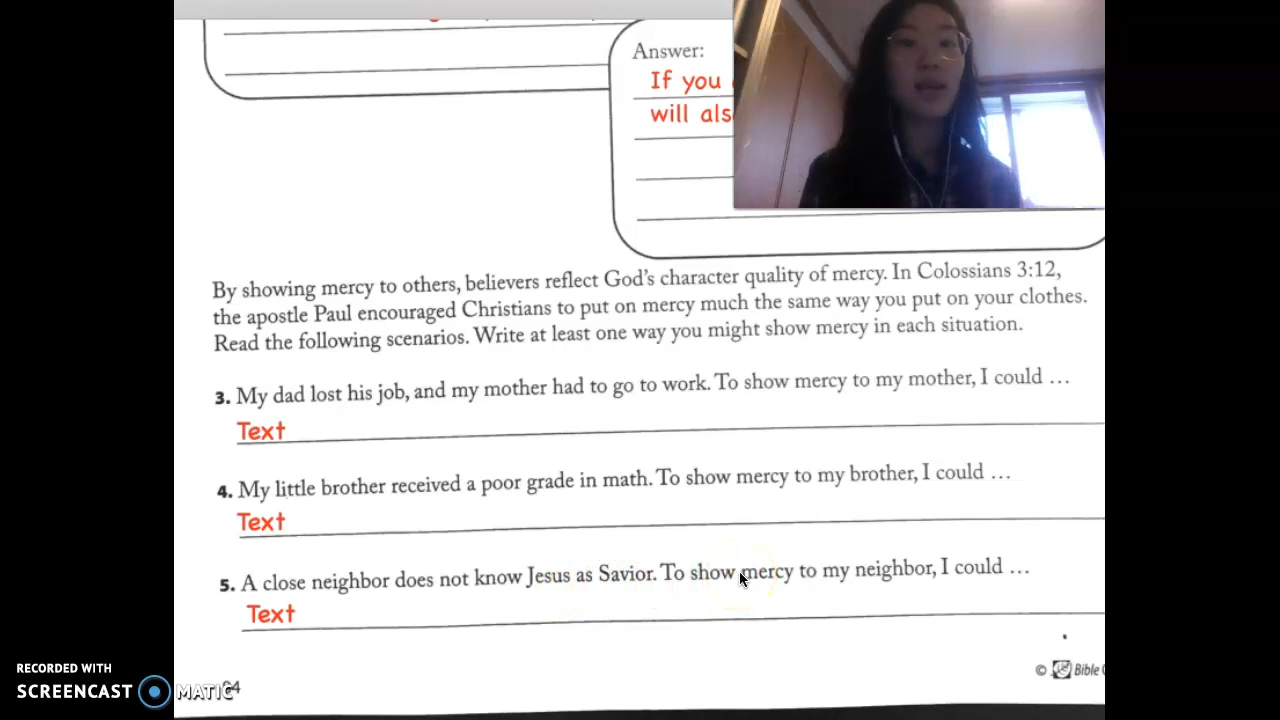 Answer:
If you
will als
By showing mercy to others, believers reflect God's character quality of mercy. In Colossians 3:12,
the apostle Paul encouraged Christians to put on mercy much the same way you put on your clothes.
Read the following scenarios. Write at least one way you might show mercy in each situation.
3. My dad lost his job, and my mother had to go to work. To show mercy to my mother, I could …
Text
4. My little brother received a poor grade in math. To show mercy to my brother, I could …
Text
5. A close neighbor does not know Jesus as Savior. To show mercy to my neighbor, I could …
Text
© Bible
64
RECORDED WITH
SCREENCAST MATIC